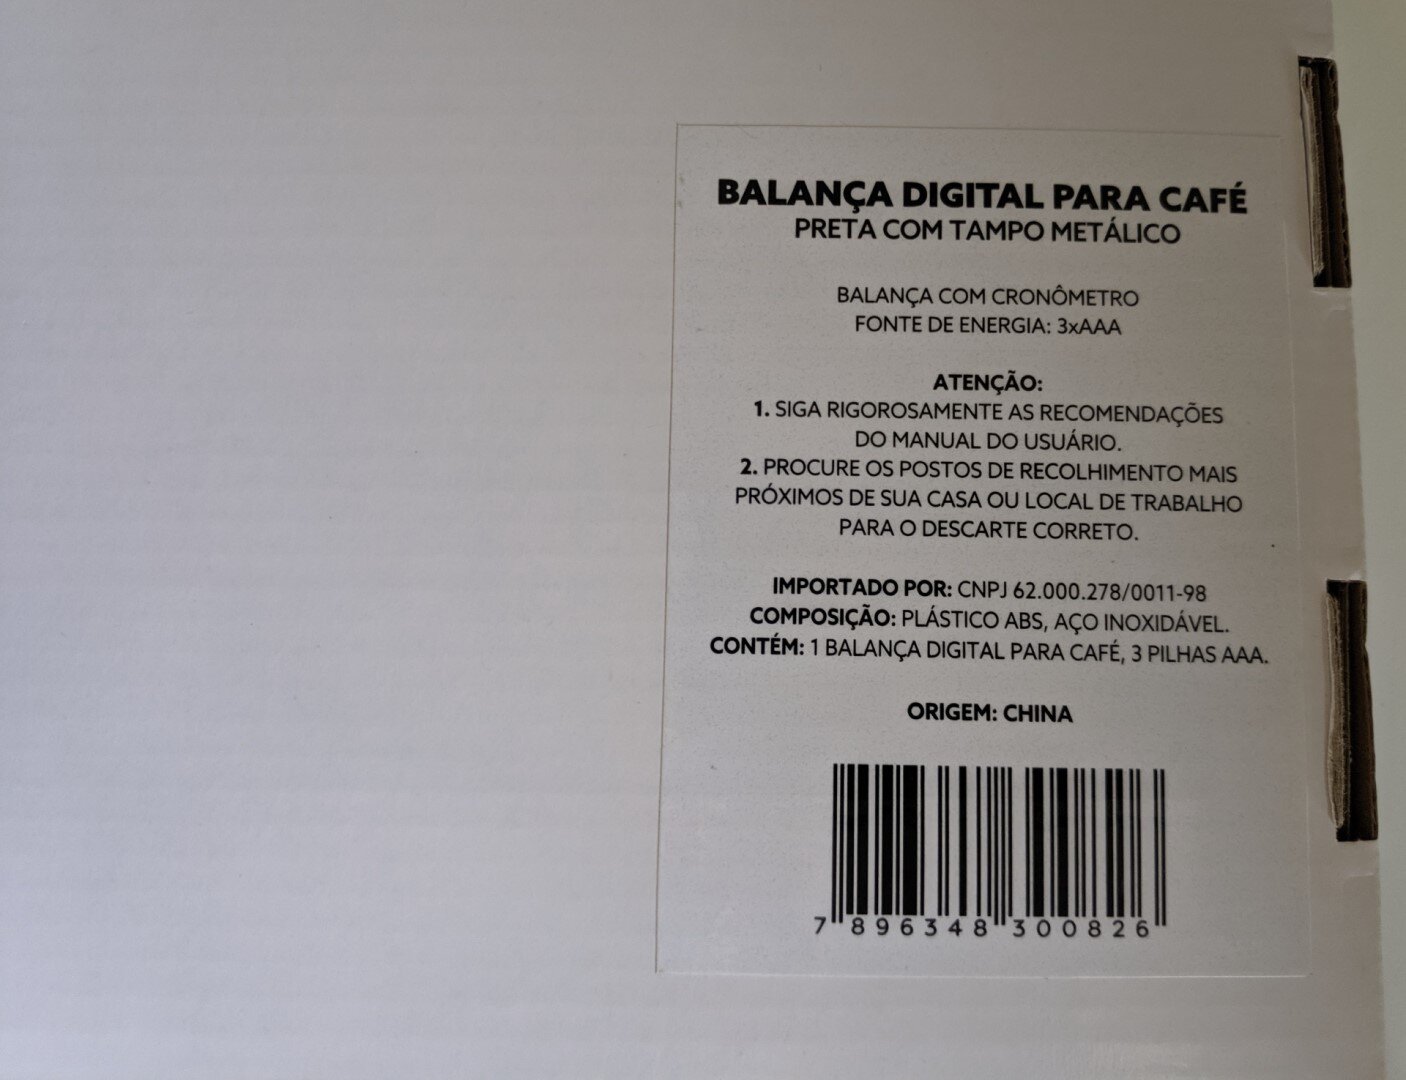 BALANÇA DIGITAL PARA CAFÉ
PRETA COM TAMPO METÁLICO
BALANÇA COM CRONÔMETRO
FONTE DE ENERGIA: 3xAAA
ATENÇÃO:
1. SIGA RIGOROSAMENTE AS RECOMENDAÇÕES
DO MANUAL DO USUÁRIO.
2. PROCURE OS POSTOS DE RECOLHIMENTO MAIS
PRÓXIMOS DE SUA CASA OU LOCAL DE TRABALHO
PARA O DESCARTE CORRETO.
IMPORTADO POR: CNPJ 62.000.278/0011-98
COMPOSIÇÃO: PLÁSTICO ABS, AÇO INOXIDÁVEL.
CONTÉM: 1 BALANÇA DIGITAL PARA CAFÉ, 3 PILHAS AAA.
ORIGEM: CHINA
7 896348 300826